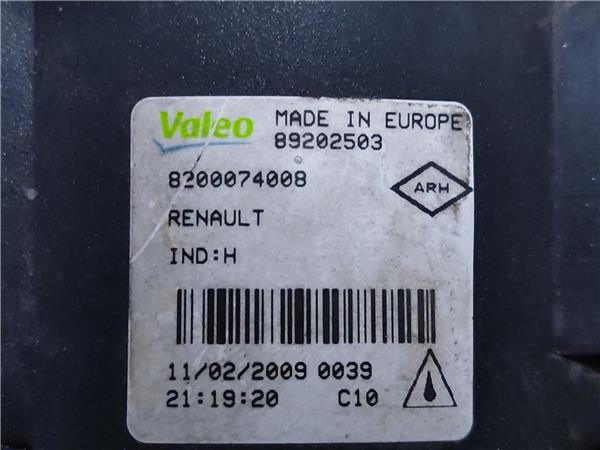 Valeo MADE IN EUROPE
89202503
8200074008
ARH
RENAULT
IND:H
11/02/2009 0039
21:19:20 C10